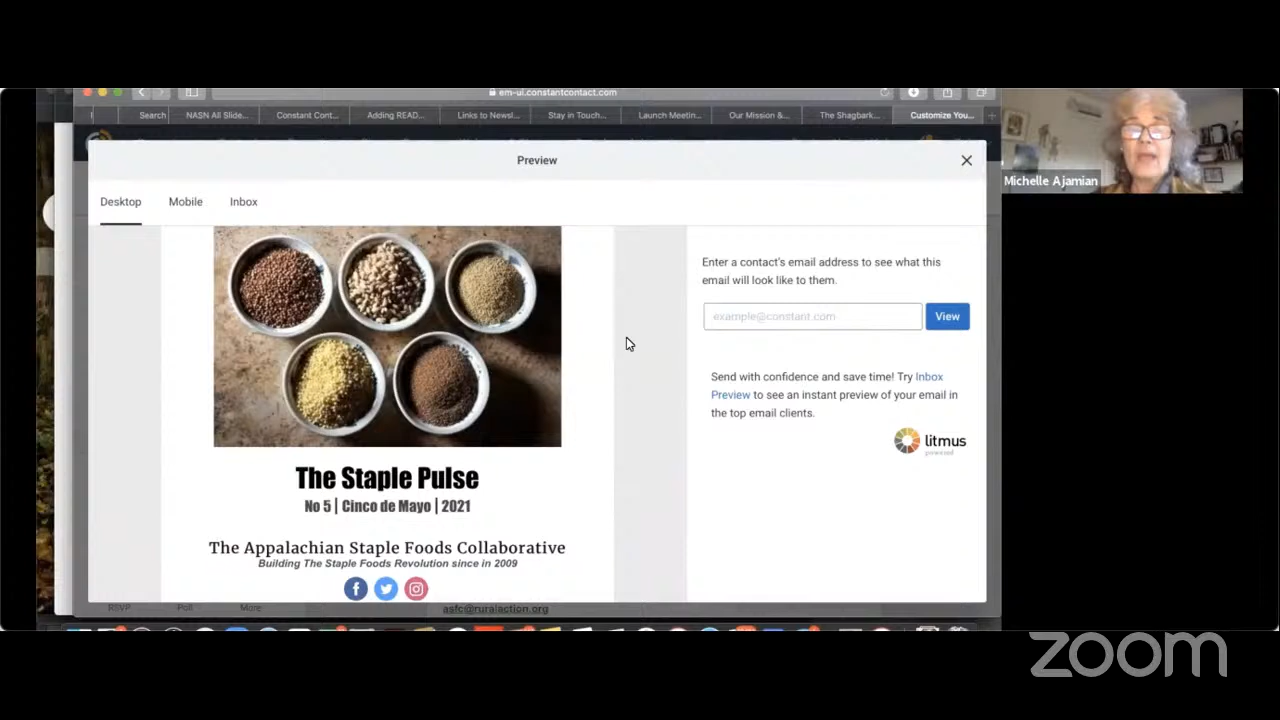 em-ui.constantcontact.com
Search
NASN All Slide...
Constant Cont...
Adding READ...
Links to Newsl...
Stay in Touch...
Launch Meetin...
Our Mission &...
The Shagbark...
Customize You...
Preview
Desktop
Mobile
Inbox
Michelle Ajamian
Enter a contact's email address to see what this
email will look like to them.
example@constant.com
View
Send with confidence and save time! Try Inbox
Preview to see an instant preview of your email in
the top email clients.
litmus
powered
The Staple Pulse
No 5 | Cinco de Mayo | 2021
The Appalachian Staple Foods Collaborative
Building The Staple Foods Revolution since in 2009
RSVP
Poll
More
asfc@ruralaction.org
zoom